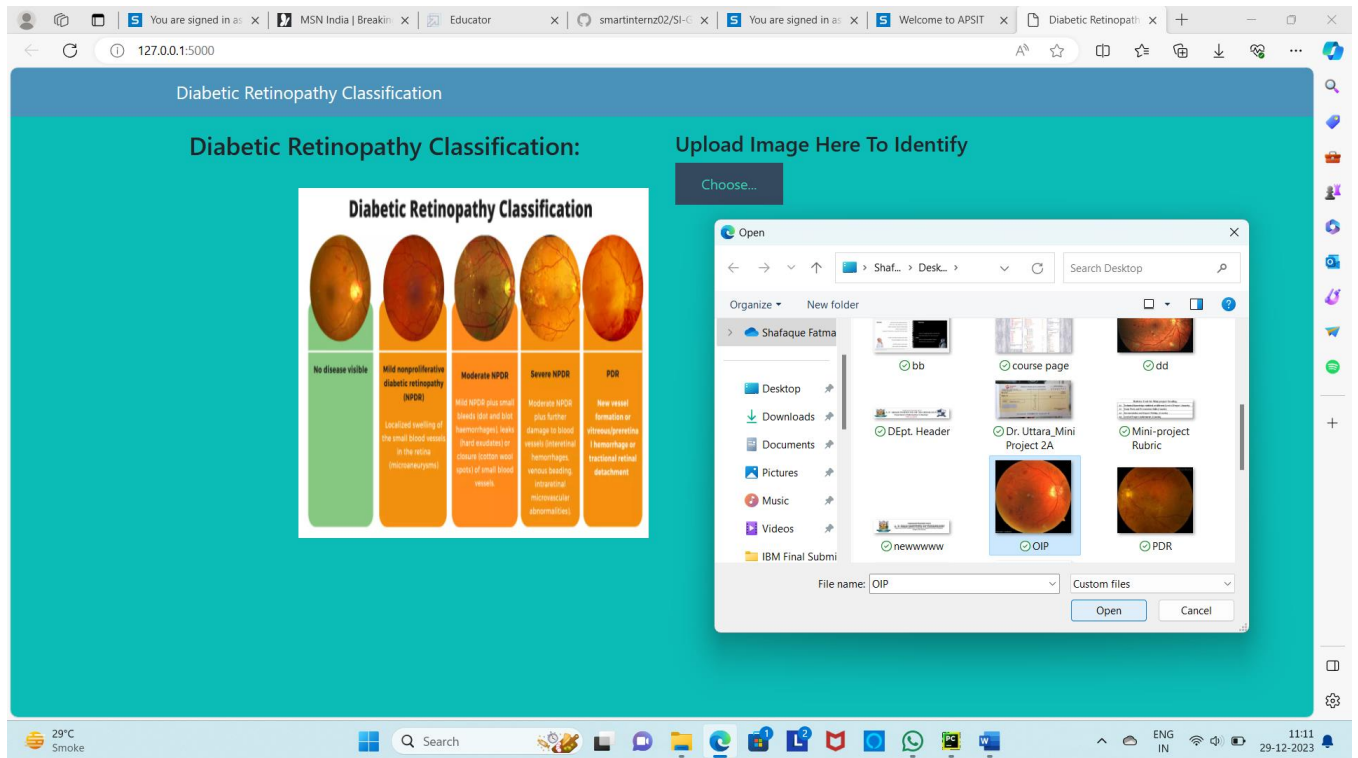 You are signed in as
MSN India | Breakin
Educator
smartinternz02/SI-G
You are signed in as
Welcome to APSIT
Diabetic Retinopath
127.0.0.1:5000
Diabetic Retinopathy Classification
Diabetic Retinopathy Classification:
Diabetic Retinopathy Classification
No disease visible
Mild nonproliferative
diabetic retinopathy
(NPDR)
Localized swelling of
the small blood vessels
in the retina
(microaneurysms)
Moderate NPDR
Mild NPDR plus small
bleeds (dot and blot
haemorrhages), leaks
(hard exudates) or
closure (cotton wool
spots) of small blood
vessels
Severe NPDR
Moderate NPDR
plus further
damage to blood
vessels (interetinal
hemorrhages,
venous beading,
intraretinal
microvascular
abnormalities).
PDR
New vessel
formation or
vitreous/preretina
l hemorrhage or
tractional retinal
detachment
Upload Image Here To Identify
Choose...
Open
Shaf...
Desk...
Search Desktop
Organize
New folder
Shafaque Fatma
Desktop
Downloads
Documents
Pictures
Music
Videos
IBM Final Submi
bb
course page
dd
DEpt. Header
Dr. Uttara_Mini
Project 2A
Mini-project
Rubric
newwwww
OIP
PDR
File name: OIP
Custom files
Open
Cancel
29°C
Smoke
Search
ENG
IN
11:11
29-12-2023